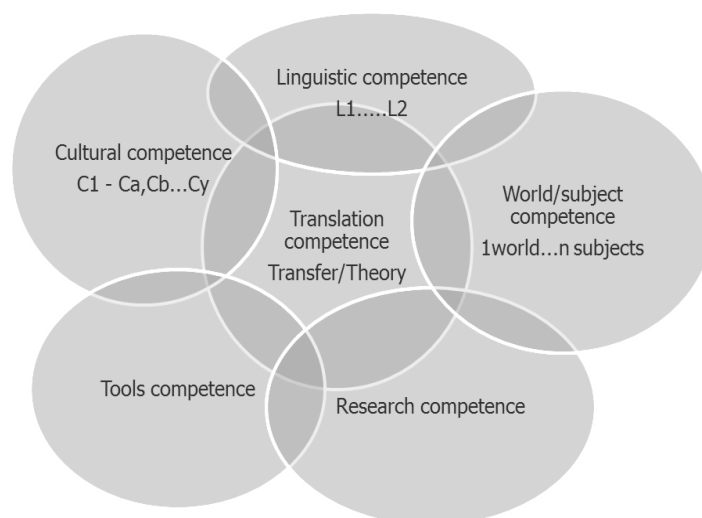 Linguistic competence
L1.....L2
Cultural competence
C1 - Ca,Cb...Cy
World/subject
competence
1world...n subjects
Translation
competence
Transfer/Theory
Tools competence
Research competence